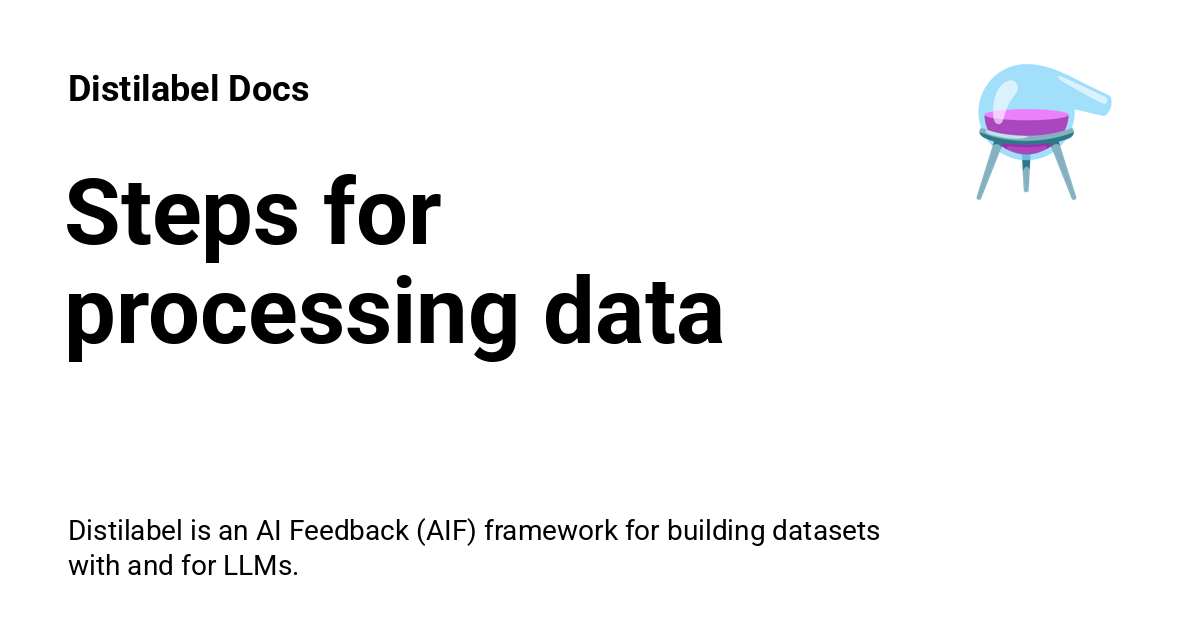 Distilabel Docs
Steps for
processing data
Distilabel is an AI Feedback (AIF) framework for building datasets
with and for LLMs.